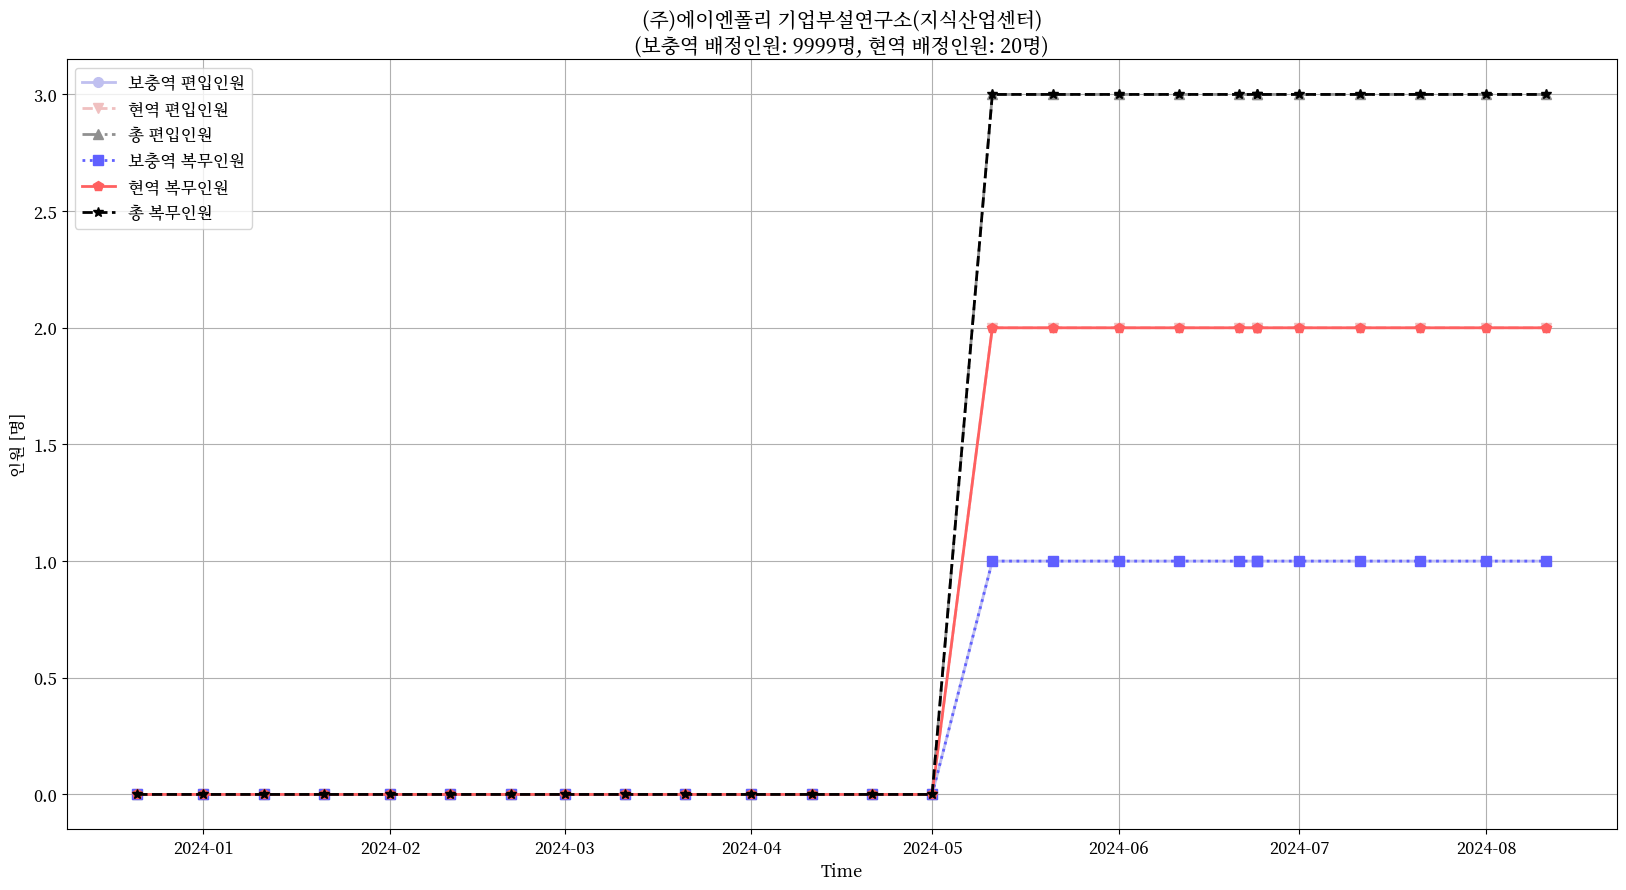 (주)에이엔폴리 기업부설연구소(지식산업센터)
(보충역 배정인원: 9999명, 현역 배정인원: 20명)
보충역 편입인원
현역 편입인원
총 편입인원
보충역 복무인원
현역 복무인원
총 복무인원
3.0
2.5
2.0
1.5
1.0
0.5
0.0
인원 [명]
2024-01 2024-02 2024-03 2024-04 2024-05 2024-06 2024-07 2024-08
Time